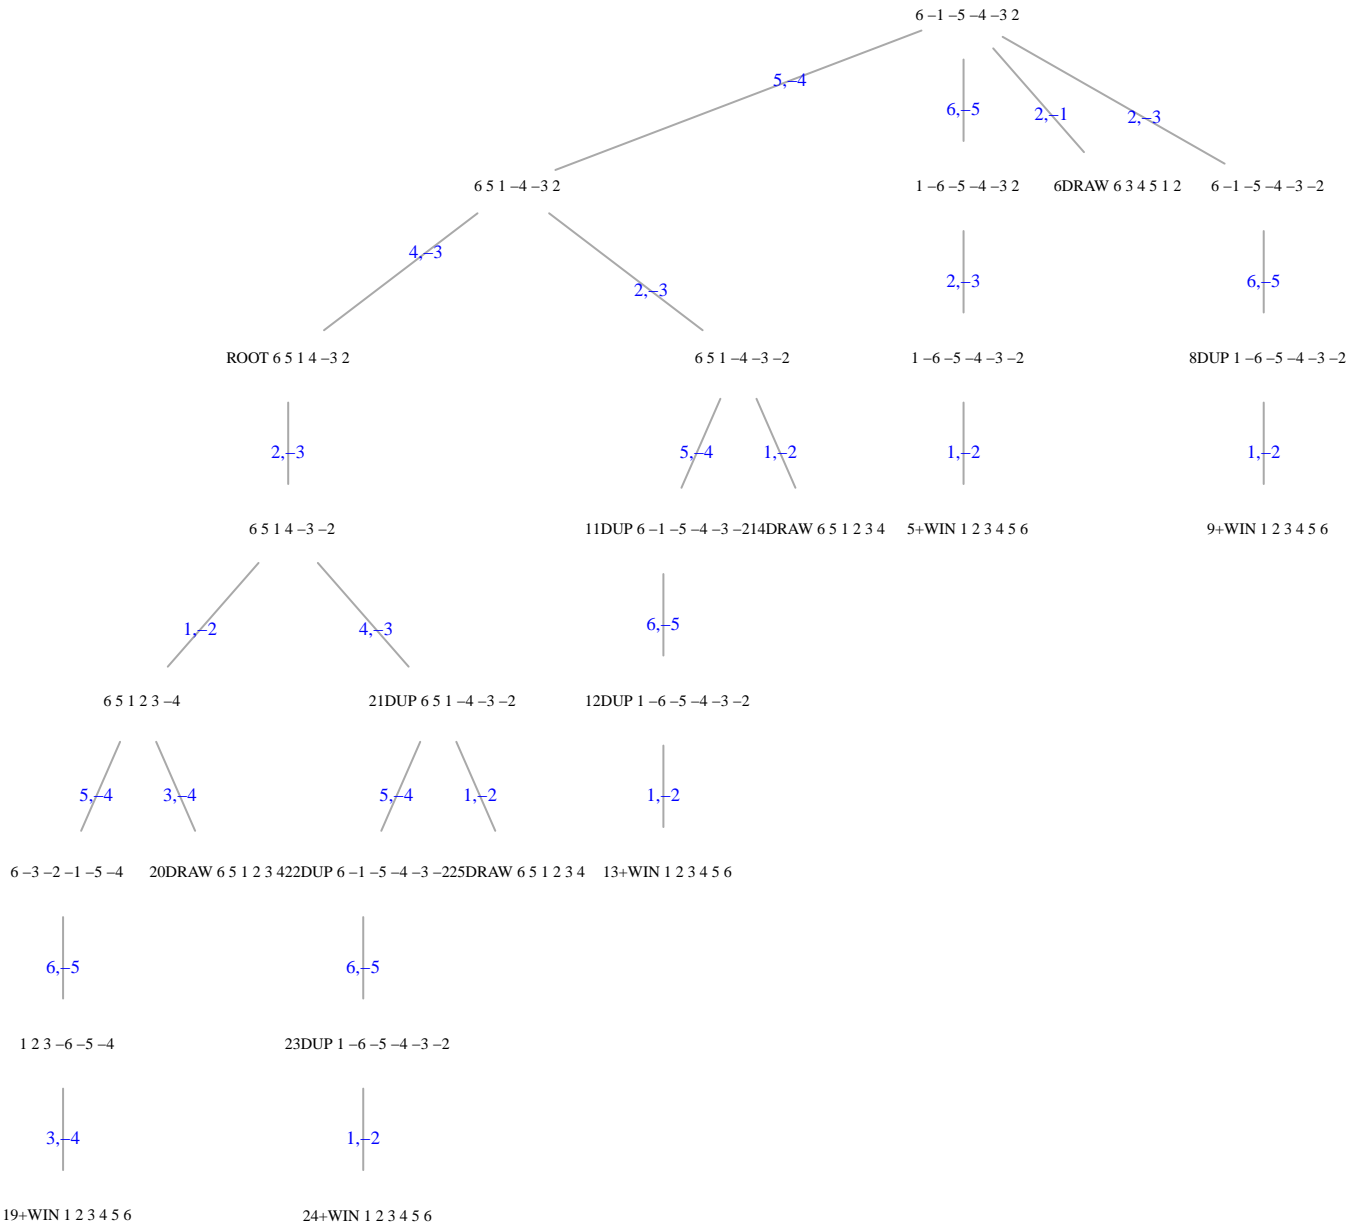 6 –1 –5 –4 –3 2
5,–4
6,–5
2,–1
2,–3
6 5 1 –4 –3 2
1 –6 –5 –4 –3 2
6DRAW 6 3 4 5 1 2
6 –1 –5 –4 –3 –2
4,–3
2,–3
2,–3
6,–5
ROOT 6 5 1 4 –3 2
6 5 1 –4 –3 –2
1 –6 –5 –4 –3 –2
8DUP 1 –6 –5 –4 –3 –2
2,–3
5,–4
1,–2
1,–2
1,–2
6 5 1 4 –3 –2
11DUP 6 –1 –5 –4 –3 –214DRAW 6 5 1 2 3 4
5+WIN 1 2 3 4 5 6
9+WIN 1 2 3 4 5 6
1,–2
4,–3
6,–5
6 5 1 2 3 –4
21DUP 6 5 1 –4 –3 –2
12DUP 1 –6 –5 –4 –3 –2
5,–4
3,–4
5,–4
1,–2
1,–2
6 –3 –2 –1 –5 –4
20DRAW 6 5 1 2 3 422DUP 6 –1 –5 –4 –3 –225DRAW 6 5 1 2 3 4
13+WIN 1 2 3 4 5 6
6,–5
6,–5
1 2 3 –6 –5 –4
23DUP 1 –6 –5 –4 –3 –2
3,–4
1,–2
19+WIN 1 2 3 4 5 6
24+WIN 1 2 3 4 5 6